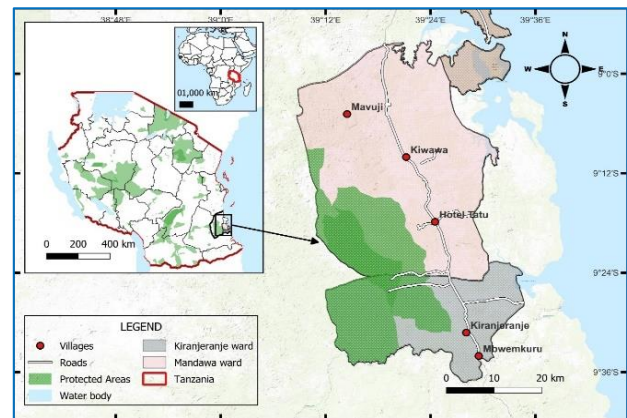 38°48'E 39°0'E 39°12'E 39°24'E 39°36'E
01,000 km
N
W E
S
9°0'S
Mavuji
Kiwawa
9°12'S
Hotel Tatu
0 200 400 km
9°24'S
LEGEND
Villages
Roads
Protected Areas
Water body
Kiranjeranje ward
Mandawa ward
Tanzania
Kiranjeranje
Mbwemkuru
9°36'S
0 10 20 km